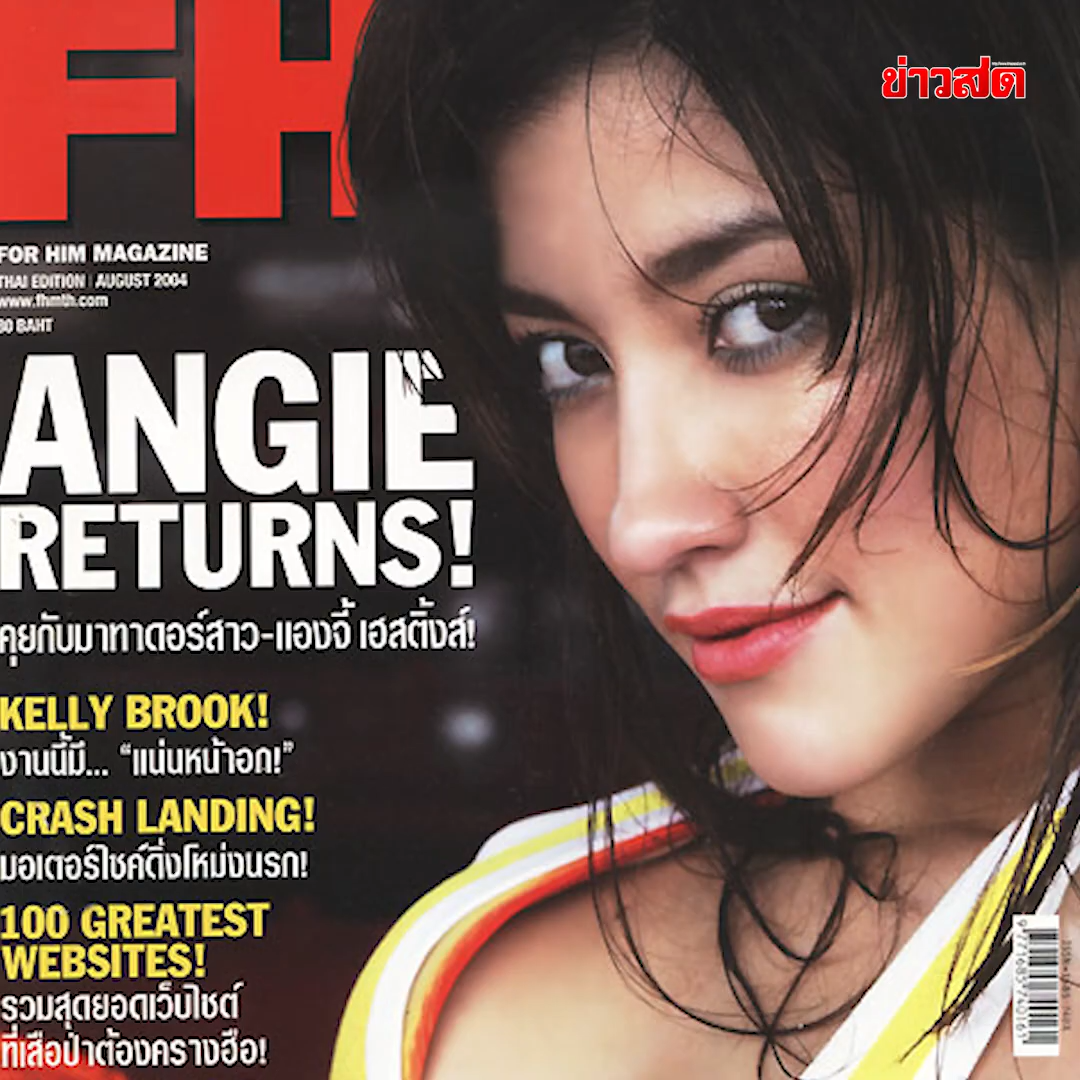 FH
ข่าวสด
FOR HIM MAGAZINE
THAI EDITION | AUGUST 2004
www.fhmth.com
80 BAHT
ANGIE
RETURNS!
คุยกับมาทาดอร์สาว-แองจี้ เฮสติ้งส์!
KELLY BROOK!
งานนี้มี... “แน่นหน้าอก!”
CRASH LANDING!
มอเตอร์ไซค์ดิ่งโหม่งนรก!
100 GREATEST
WEBSITES!
รวมสุดยอดเว็บไซต์
ที่เสือป่าต้องครางฮือ!
9771685740161